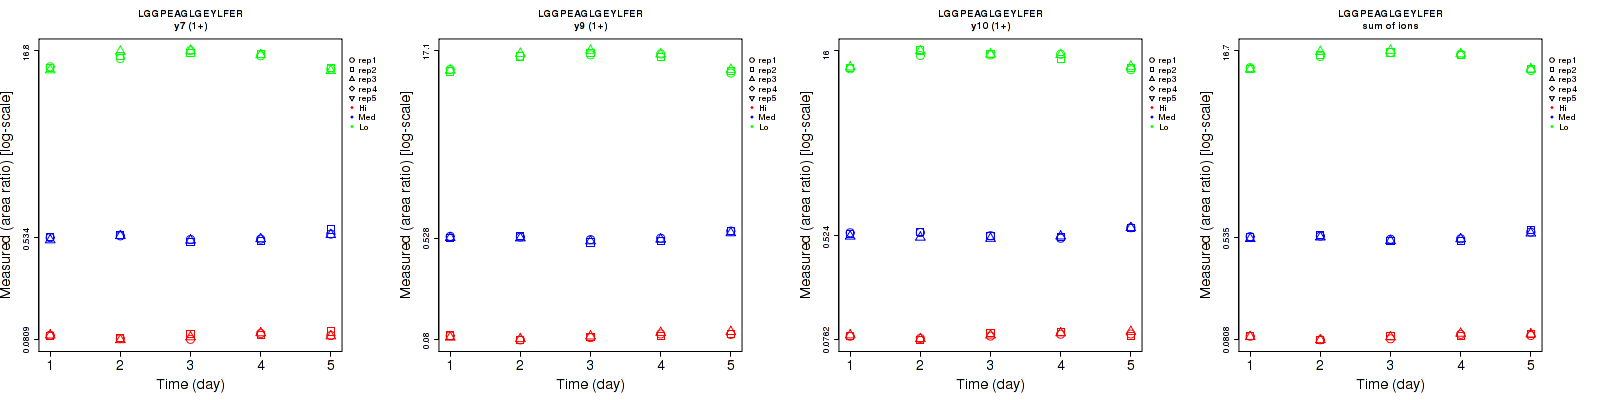 LGGPEAGLGEYLFER
y7 (1+)
Measured (area ratio) [log-scale]
16.8
0.534
0.0809
1 2 3 4 5
Time (day)
rep1
rep2
rep3
rep4
rep5
Hi
Med
Lo
LGGPEAGLGEYLFER
y9 (1+)
Measured (area ratio) [log-scale]
17.1
0.528
0.08
1 2 3 4 5
Time (day)
rep1
rep2
rep3
rep4
rep5
Hi
Med
Lo
LGGPEAGLGEYLFER
y10 (1+)
Measured (area ratio) [log-scale]
16
0.524
0.0762
1 2 3 4 5
Time (day)
rep1
rep2
rep3
rep4
rep5
Hi
Med
Lo
LGGPEAGLGEYLFER
sum of ions
Measured (area ratio) [log-scale]
16.7
0.535
0.0808
1 2 3 4 5
Time (day)
rep1
rep2
rep3
rep4
rep5
Hi
Med
Lo